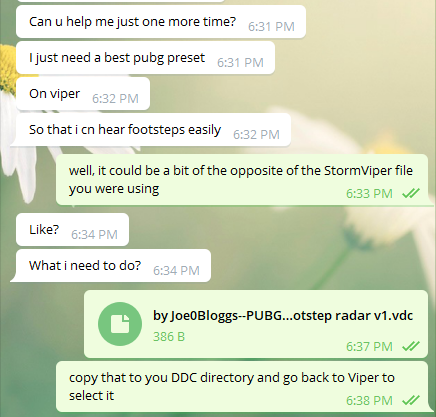 Can u help me just one more time?
6:31 PM
I just need a best pubg preset
6:31 PM
On viper
6:32 PM
So that i cn hear footsteps easily
6:32 PM
well, it could be a bit of the opposite of the StormViper file
you were using
6:33 PM
Like?
6:34 PM
What i need to do?
6:34 PM
by Joe0Bloggs--PUBG...otstep radar v1.vdc
386 B
6:37 PM
copy that to you DDC directory and go back to Viper to
select it
6:38 PM